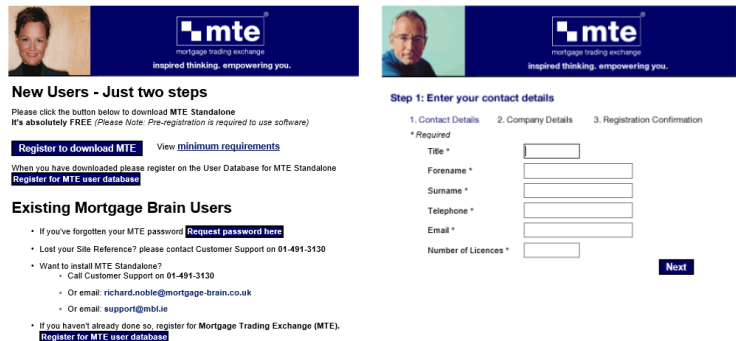 mte
®
mortgage trading exchange
inspired thinking. empowering you.
New Users - Just two steps
Please click the button below to download MTE Standalone
It's absolutely FREE (Please Note: Pre-registration is required to use software)
Register to download MTE View minimum requirements
When you have downloaded please register on the User Database for MTE Standalone
Register for MTE user database
Existing Mortgage Brain Users
• If you've forgotten your MTE password Request password here
• Lost your Site Reference? please contact Customer Support on 01-491-3130
• Want to install MTE Standalone?
• Call Customer Support on 01-491-3130
• Or email: richard.noble@mortgage-brain.co.uk
• Or email: support@mbl.ie
• If you haven't already done so, register for Mortgage Trading Exchange (MTE).
Register for MTE user database
mte
®
mortgage trading exchange
inspired thinking. empowering you.
Step 1: Enter your contact details
1. Contact Details 2. Company Details 3. Registration Confirmation
* Required
Title *
Forename *
Surname *
Telephone *
Email *
Number of Licences *
Next